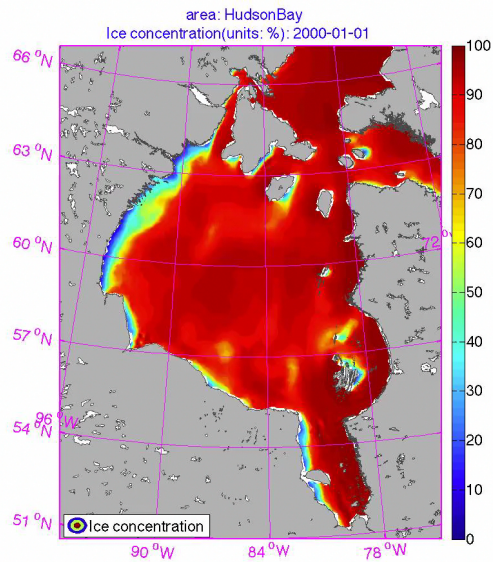 area: HudsonBay
Ice concentration(units: %): 2000-01-01
66 °N
63 °N
60 °N
57 °N
96 °W
54 °N
51 °N
72 °W
90 °W
84 °W
78 °W
Ice concentration
100
90
80
70
60
50
40
30
20
10
0